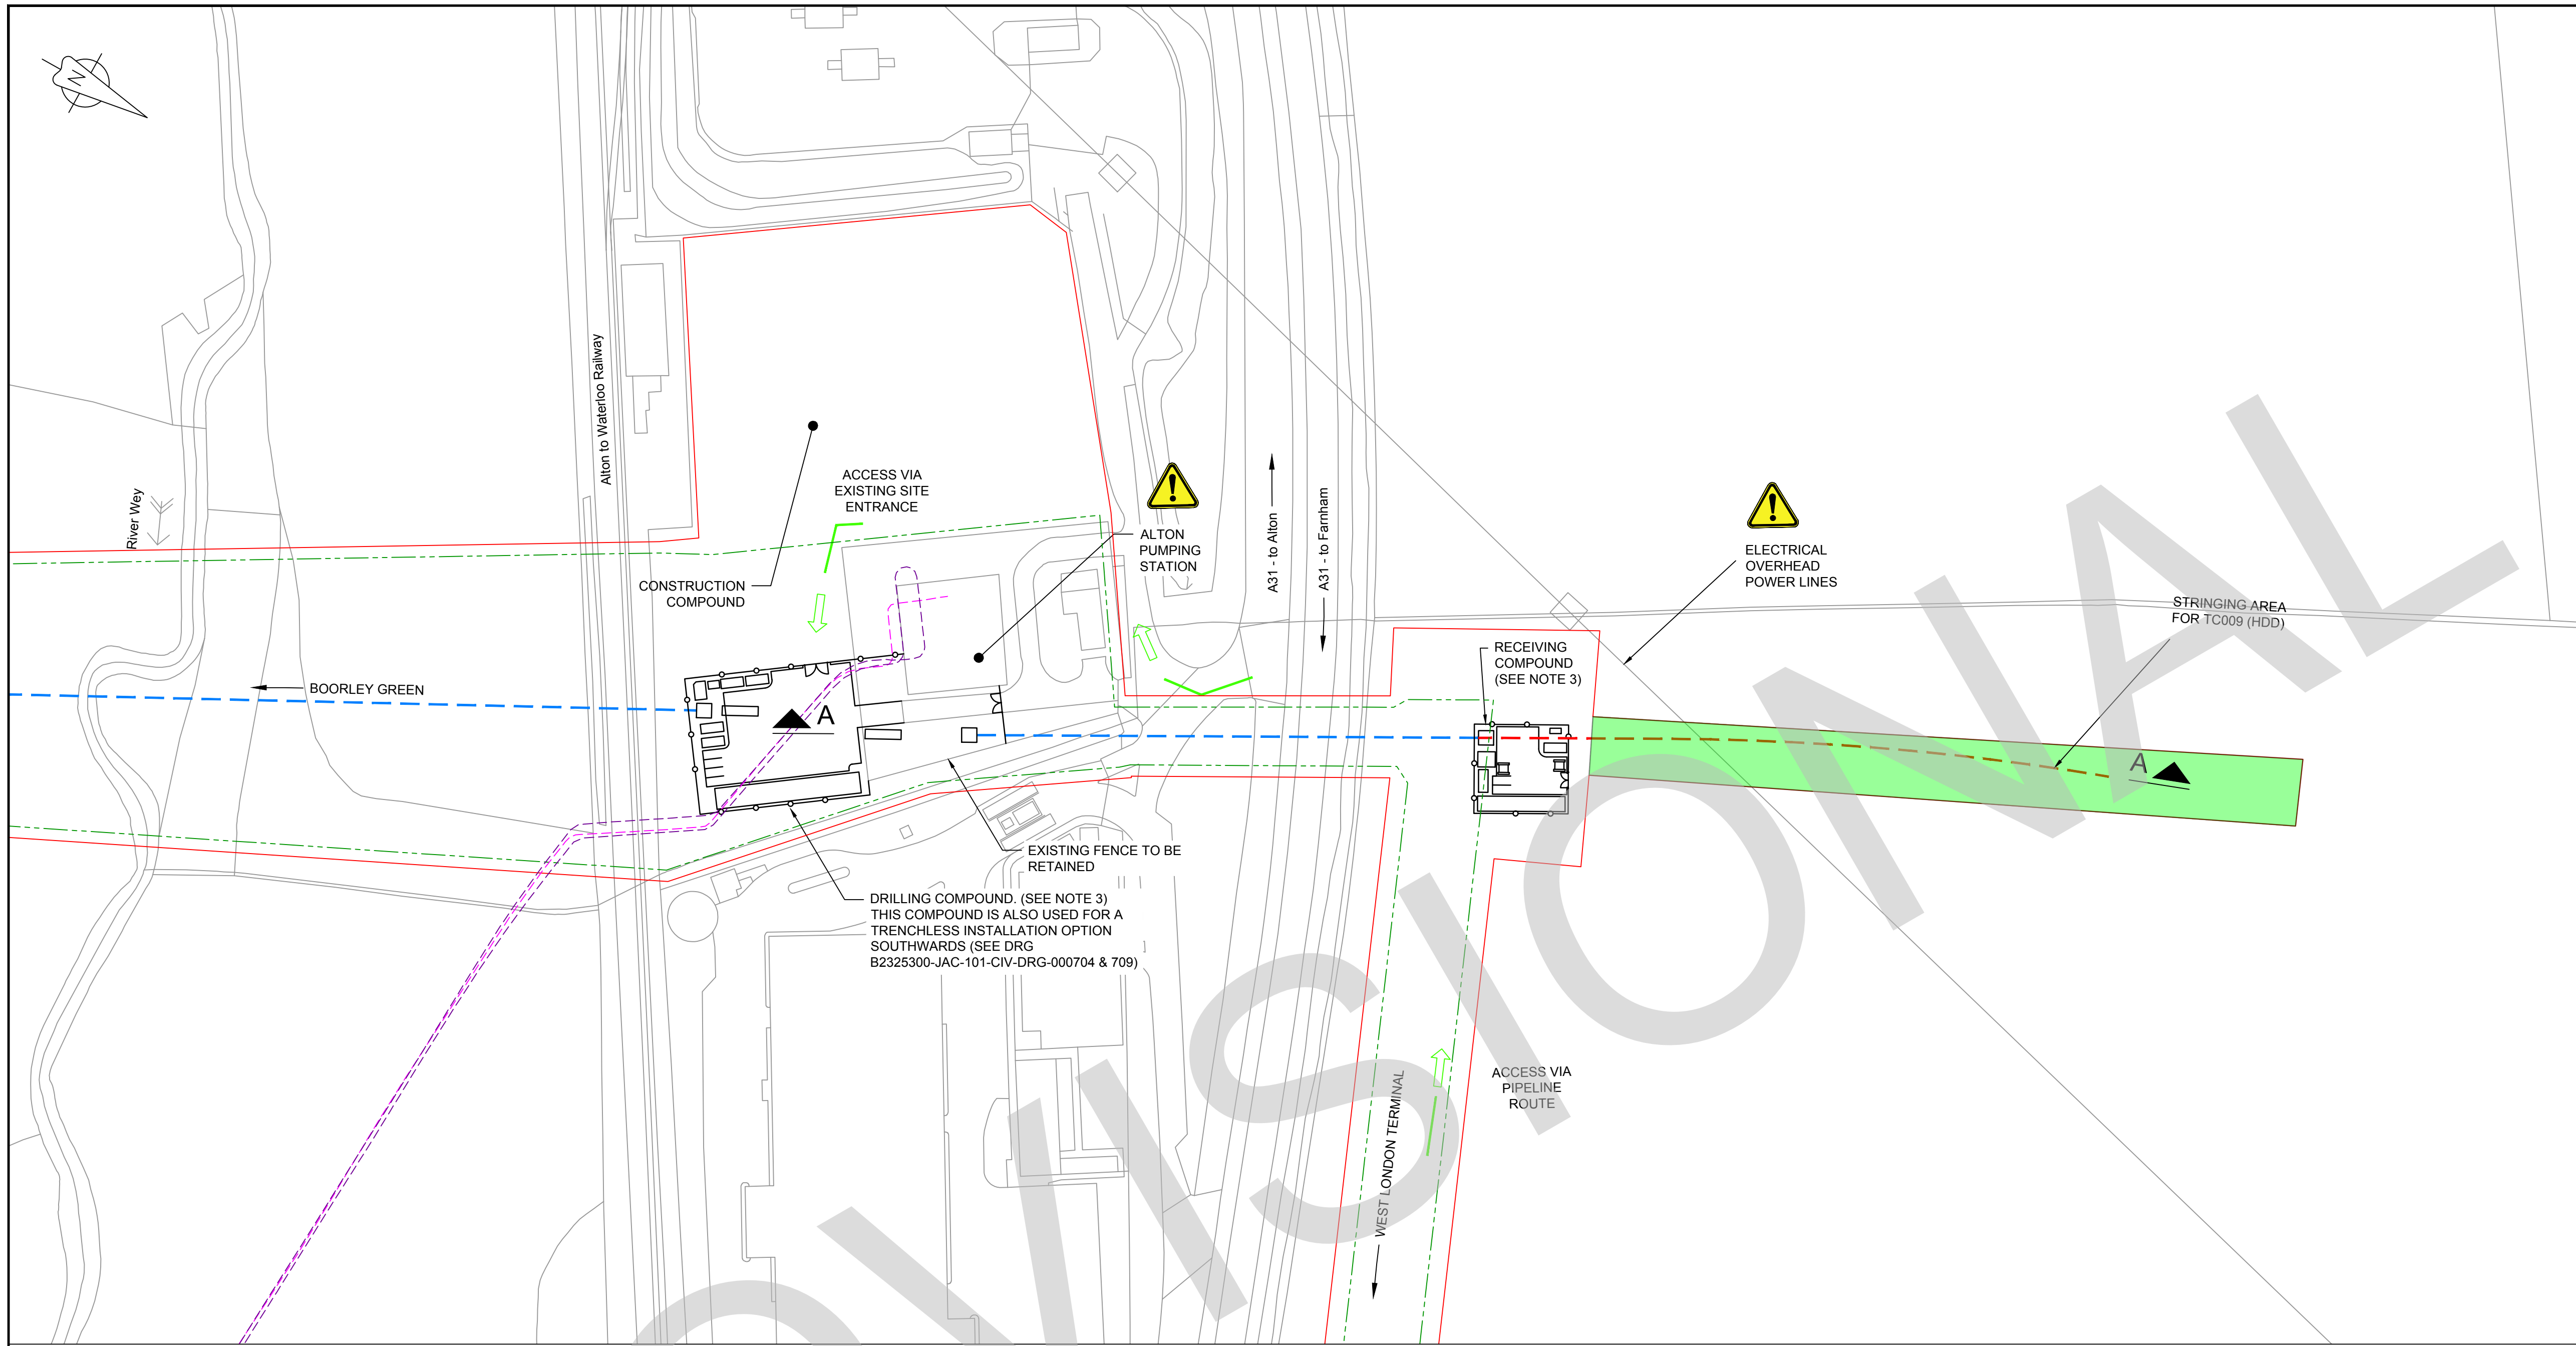 N
Alton to Waterloo Railway
River Wey
ACCESS VIA
EXISTING SITE
ENTRANCE
CONSTRUCTION
COMPOUND
ALTON
PUMPING
STATION
A31 - to Alton
A31 - to Farnham
ELECTRICAL
OVERHEAD
POWER LINES
STRINGING AREA
FOR TC009 (HDD)
RECEIVING
COMPOUND
(SEE NOTE 3)
BOORLEY GREEN
A
A
EXISTING FENCE TO BE
RETAINED
DRILLING COMPOUND. (SEE NOTE 3)
THIS COMPOUND IS ALSO USED FOR A
TRENCHLESS INSTALLATION OPTION
SOUTHWARDS (SEE DRG
B2325300-JAC-101-CIV-DRG-000704 & 709)
ACCESS VIA
PIPELINE
ROUTE
WEST LONDON TERMINAL
OVISIONAL